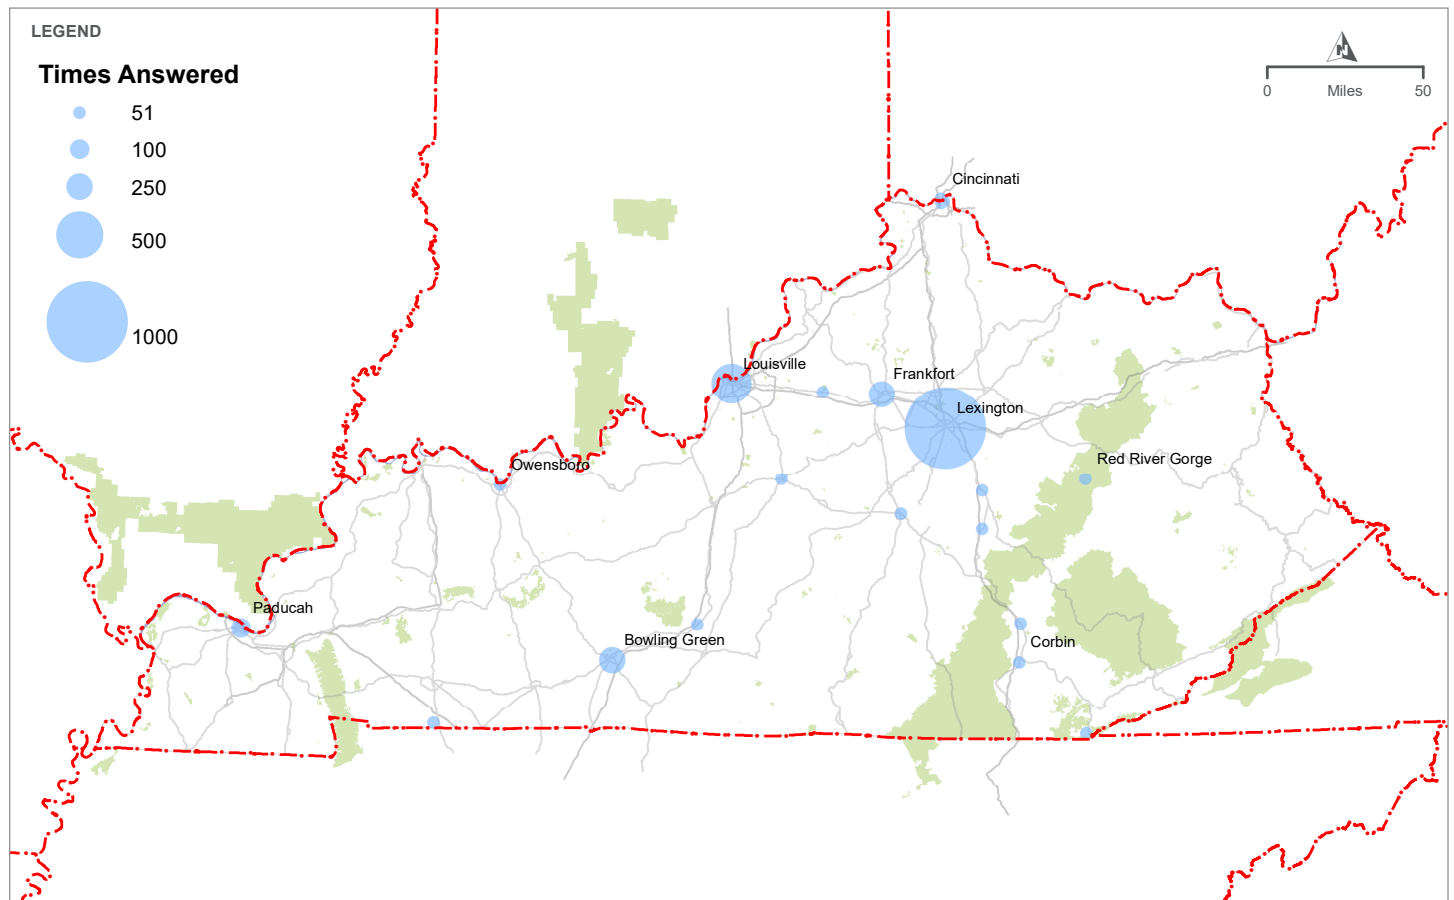 LEGEND
Times Answered
51
100
250
500
1000
N
0 Miles 50
Cincinnati
Louisville
Frankfort
Lexington
Red River Gorge
Owensboro
Paducah
Bowling Green
Corbin